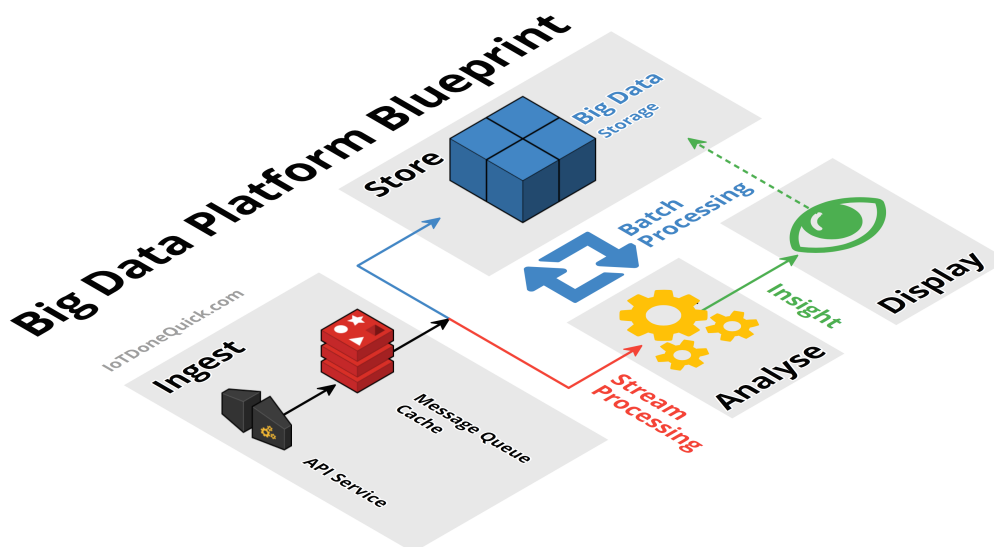 Big Data Platform Blueprint
IoTDoneQuick.com
Store
Big Data
Storage
Batch
Processing
Ingest
Message Queue
Cache
API Service
Stream
Processing
Analyse
Insight
Display